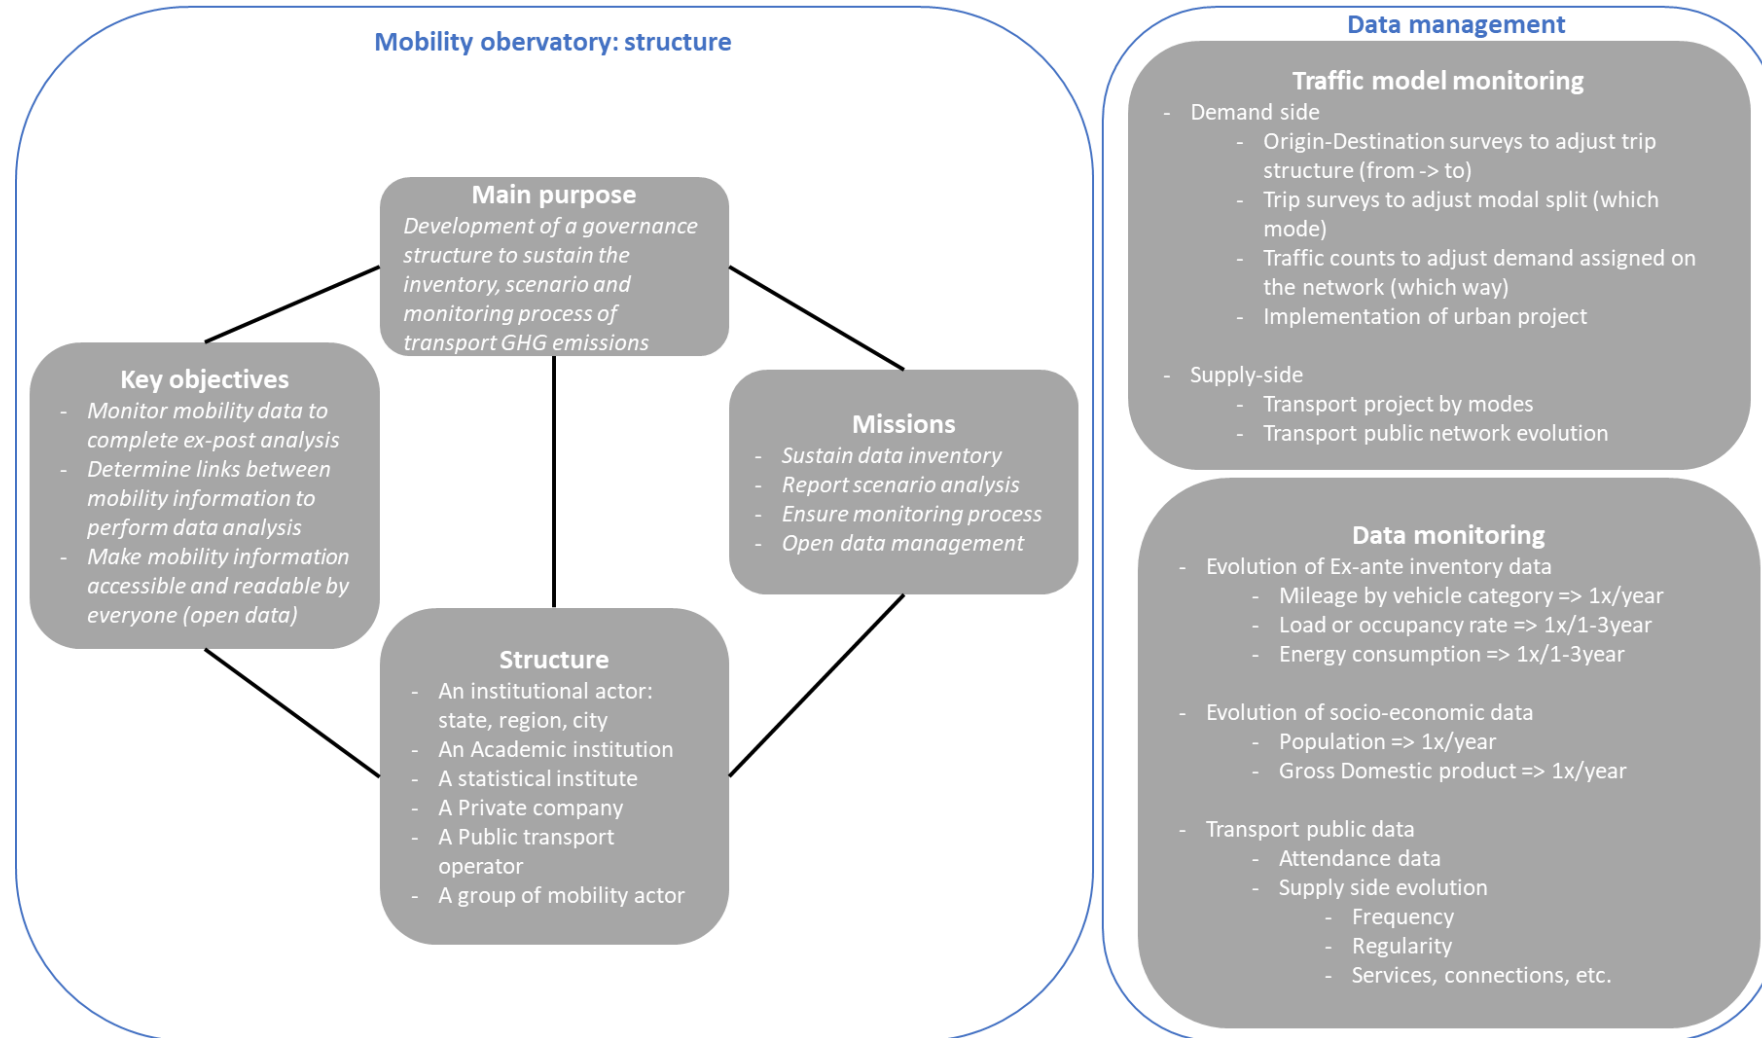 Mobility obervatory: structure
Main purpose
Development of a governance
structure to sustain the
inventory, scenario and
monitoring process of
transport GHG emissions
Key objectives
- Monitor mobility data to
complete ex-post analysis
- Determine links between
mobility information to
perform data analysis
- Make mobility information
accessible and readable by
everyone (open data)
Missions
- Sustain data inventory
- Report scenario analysis
- Ensure monitoring process
- Open data management
Structure
- An institutional actor:
state, region, city
- An Academic institution
- A statistical institute
- A Private company
- A Public transport
operator
- A group of mobility actor
Data management
Traffic model monitoring
- Demand side
- Origin-Destination surveys to adjust trip
structure (from -> to)
- Trip surveys to adjust modal split (which
mode)
- Traffic counts to adjust demand assigned on
the network (which way)
- Implementation of urban project
- Supply-side
- Transport project by modes
- Transport public network evolution
Data monitoring
- Evolution of Ex-ante inventory data
- Mileage by vehicle category => 1x/year
- Load or occupancy rate => 1x/1-3year
- Energy consumption => 1x/1-3year
- Evolution of socio-economic data
- Population => 1x/year
- Gross Domestic product => 1x/year
- Transport public data
- Attendance data
- Supply side evolution
- Frequency
- Regularity
- Services, connections, etc.